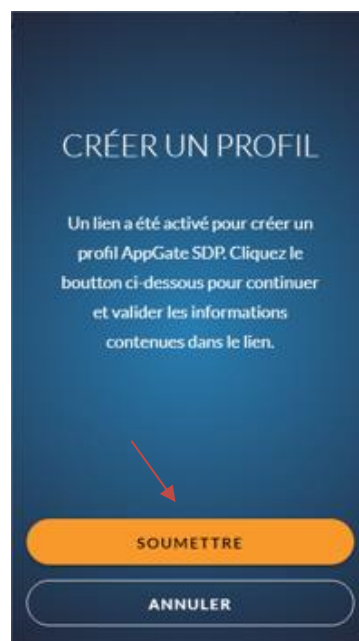 CRÉER UN PROFIL
Un lien a été activé pour créer un
profil AppGate SDP. Cliquez le
boutton ci-dessous pour continuer
et valider les informations
contenues dans le lien.
SOUMETTRE
ANNULER